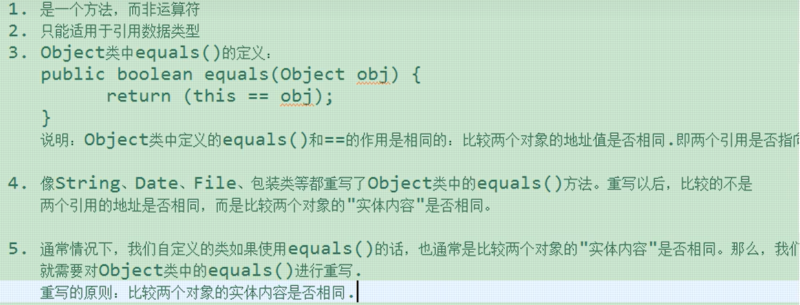 1. 是一个方法，而非运算符
2. 只能适用于引用数据类型
3. Object类中equals()的定义：
public boolean equals(Object obj) {
return (this == obj);
}
说明：Object类中定义的equals()和==的作用是相同的：比较两个对象的地址值是否相同.即两个引用是否指向
4. 像String、Date、File、包装类等都重写了Object类中的equals()方法。重写以后，比较的不是
两个引用的地址是否相同，而是比较两个对象的"实体内容"是否相同。
5. 通常情况下，我们自定义的类如果使用equals()的话，也通常是比较两个对象的"实体内容"是否相同。那么，我们
就需要对Object类中的equals()进行重写.
重写的原则：比较两个对象的实体内容是否相同.